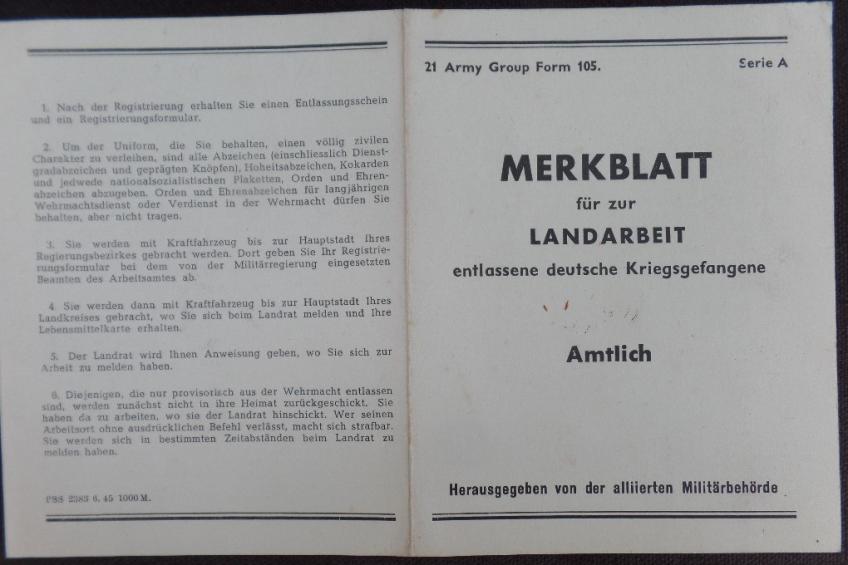 1. Nach der Registrierung erhalten Sie einen Entlassungsschein
und ein Registrierungsformular.
2. Um der Uniform, die Sie behalten, einen völlig zivilen
Charakter zu verleihen, sind alle Abzeichen (einschliesslich Dienst-
gradabzeichen und geprägten Knöpfen), Hoheitsabzeichen, Kokarden
und jedwede nationalsozialistischen Plaketten, Orden und Ehren-
abzeichen abzugeben. Orden und Ehrenabzeichen für langjährigen
Wehrmachtsdienst oder Verdienst in der Wehrmacht dürfen Sie
behalten, aber nicht tragen.
3. Sie werden mit Kraftfahrzeug bis zur Hauptstadt Ihres
Regierungsbezirkes gebracht werden. Dort geben Sie Ihr Registrie-
rungsformular bei dem von der Militärregierung eingesetzten
Beamten des Arbeitsamtes ab.
4. Sie werden dann mit Kraftfahrzeug bis zur Hauptstadt Ihres
Landkreises gebracht, wo Sie sich beim Landrat melden und Ihre
Lebensmittelkarte erhalten.
5. Der Landrat wird Ihnen Anweisung geben, wo Sie sich zur
Arbeit zu melden haben.
6. Diejenigen, die nur provisorisch aus der Wehrmacht entlassen
sind, werden zunächst nicht in ihre Heimat zurückgeschickt. Sie
haben da zu arbeiten, wo sie der Landrat hinschickt. Wer seinen
Arbeitsort ohne ausdrücklichen Befehl verlässt, macht sich strafbar.
Sie werden sich in bestimmten Zeitabständen beim Landrat zu
melden haben.
PSS 2383 6. 45 1000 M.
21 Army Group Form 105. Serie A
MERKBLATT
für zur
LANDARBEIT
entlassene deutsche Kriegsgefangene
Amtlich
Herausgegeben von der alliierten Militärbehörde